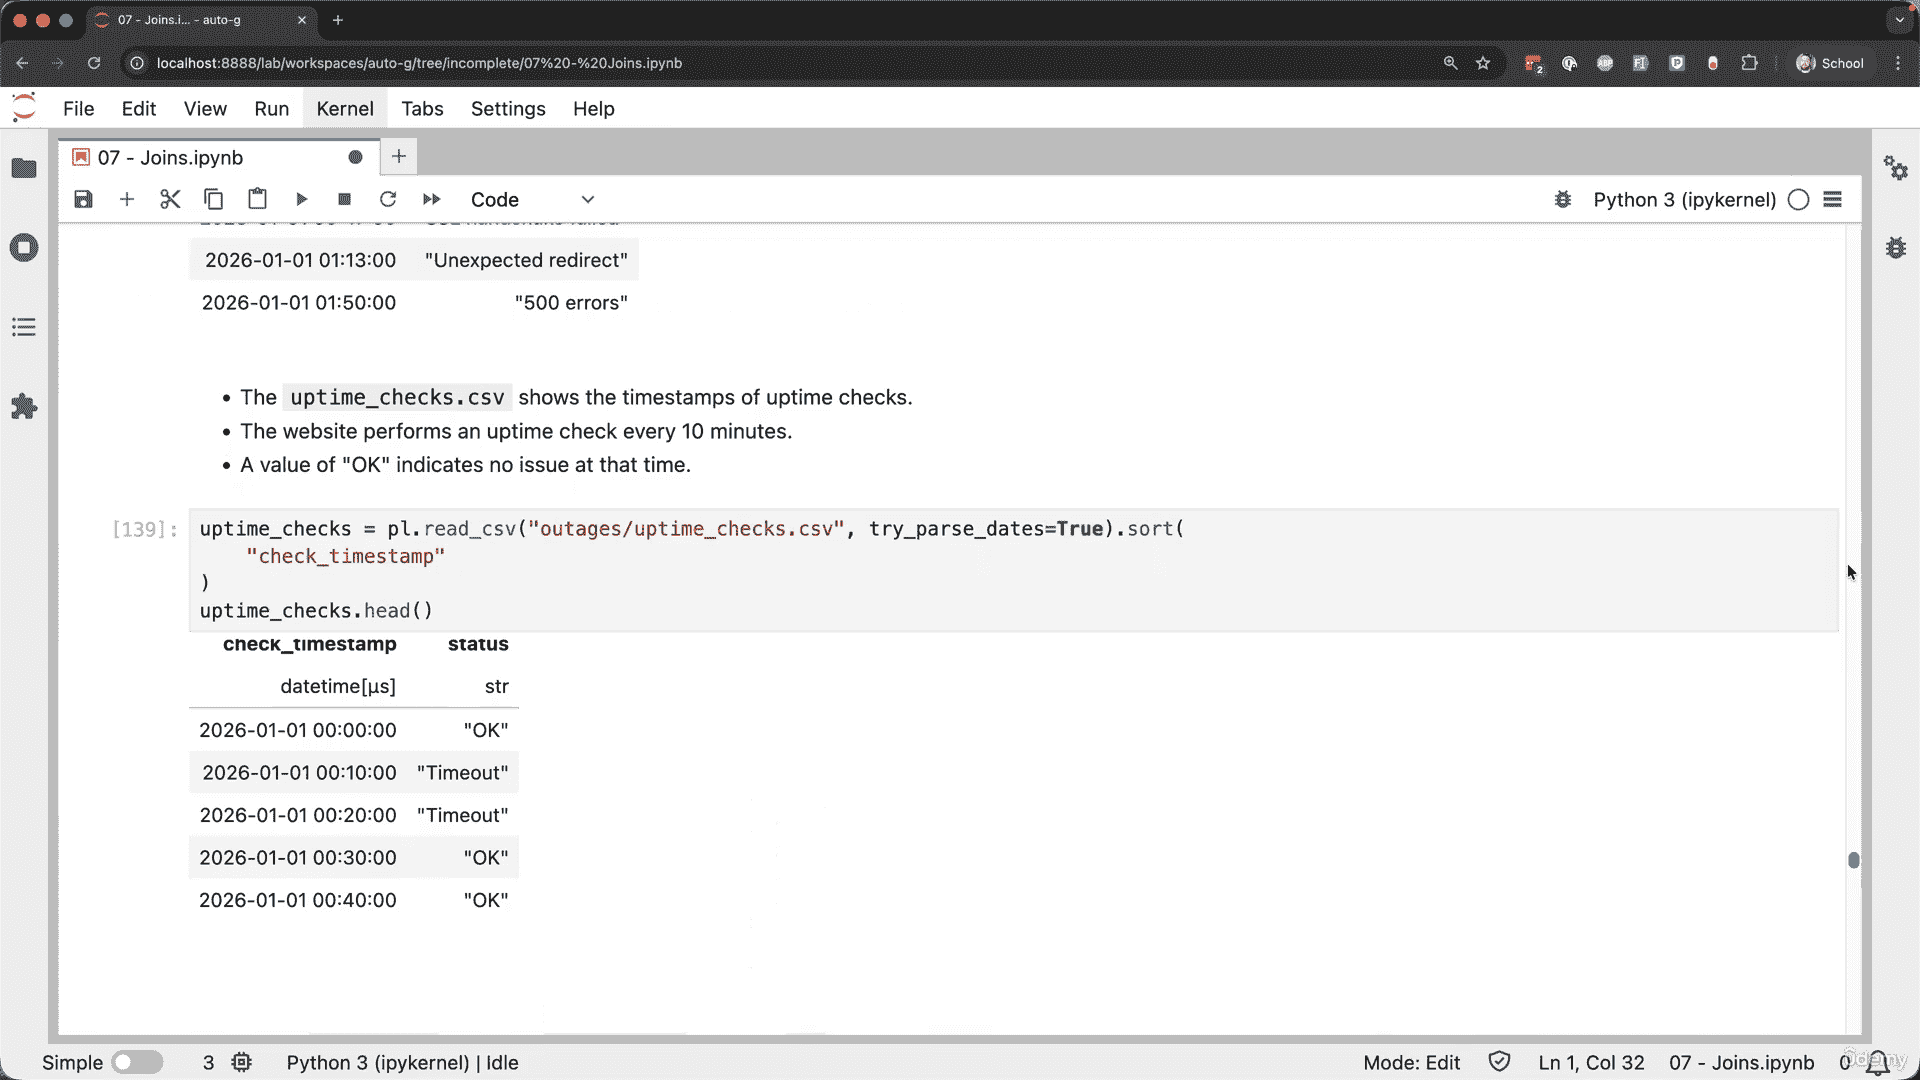 07 - Joins.i... - auto-g
localhost:8888/lab/workspaces/auto-g/tree/incomplete/07%20-%20Joins.ipynb
2
School
File Edit View Run Kernel Tabs Settings Help
07 - Joins.ipynb
Code
Python 3 (ipykernel)
2026-01-01 01:13:00 "Unexpected redirect"
2026-01-01 01:50:00 "500 errors"
• The uptime_checks.csv shows the timestamps of uptime checks.
• The website performs an uptime check every 10 minutes.
• A value of "OK" indicates no issue at that time.
[139]: uptime_checks = pl.read_csv("outages/uptime_checks.csv", try_parse_dates=True).sort(
"check_timestamp"
)
uptime_checks.head()
check_timestamp status
datetime[μs] str
2026-01-01 00:00:00 "OK"
2026-01-01 00:10:00 "Timeout"
2026-01-01 00:20:00 "Timeout"
2026-01-01 00:30:00 "OK"
2026-01-01 00:40:00 "OK"
Simple 3 Python 3 (ipykernel) | Idle Mode: Edit Ln 1, Col 32 07 - Joins.ipynb 0
Udemy